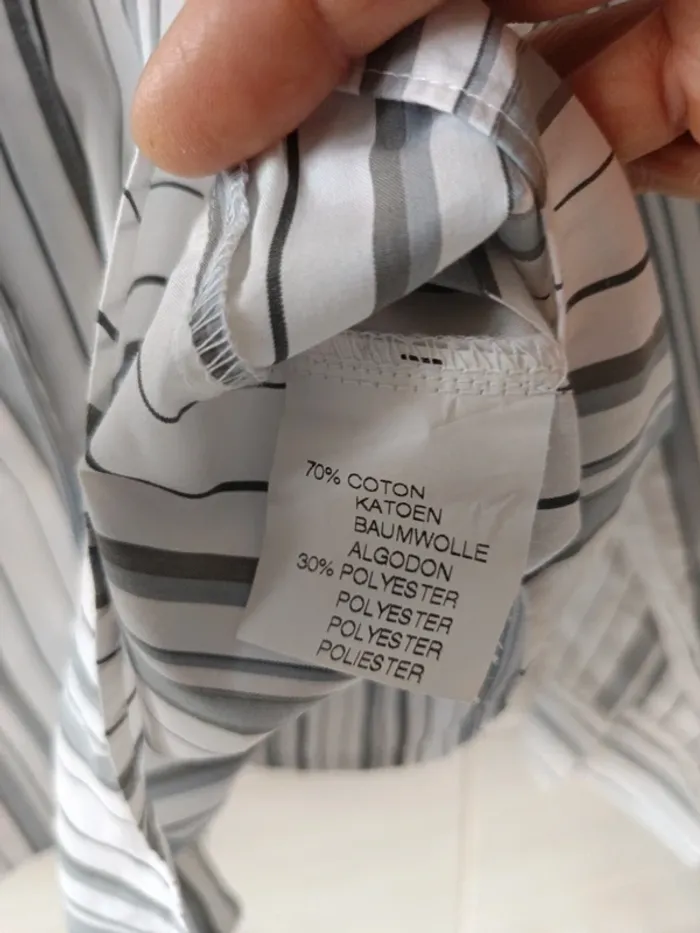 70% COTON
KATOEN
BAUMWOLLE
ALGODON
30% POLYESTER
POLYESTER
POLYESTER
POLIESTER